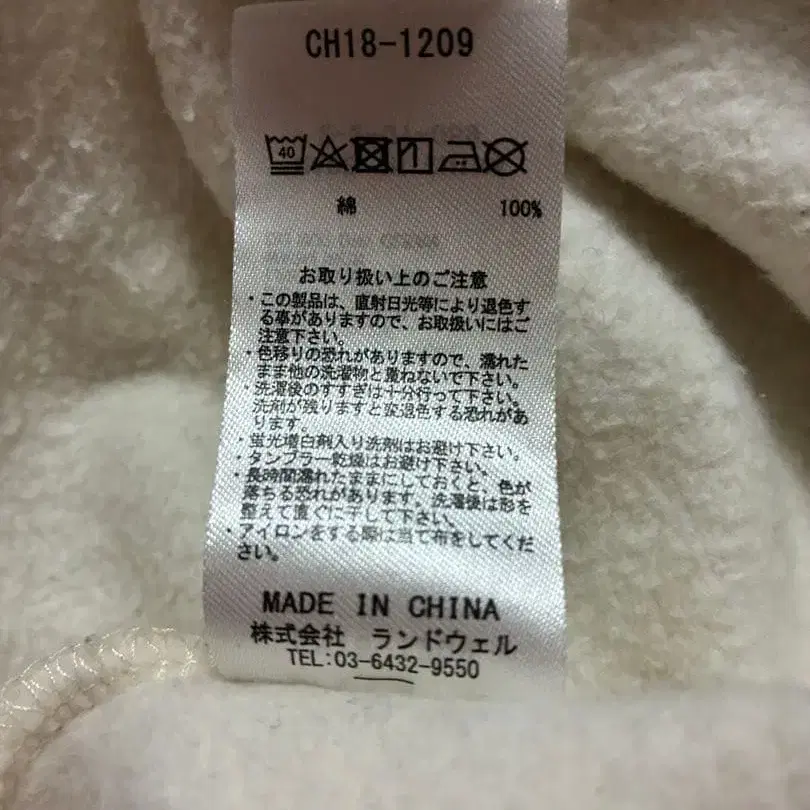 CH18-1209
40
綿 100%
お取り扱い上のご注意
・この製品は、直射日光等により退色す
る事がありますので、お取扱いにはご
注意下さい。
・色移りの恐れがありますので、濡れた
まま他の洗濯物と重ねないで下さい。
・洗濯後のすすぎは十分行って下さい。
洗剤が残りますと変退色する恐れがあ
ります。
・蛍光増白剤入り洗剤はお避け下さい。
・タンブラー乾燥はお避け下さい。
・長時間濡れたままにしておくと、色が
落ちる恐れがあります。洗濯後は形を
整えて直ぐに干して下さい。
・アイロンをする際は当て布をしてくだ
さい。
MADE IN CHINA
株式会社 ランドウェル
TEL:03-6432-9550